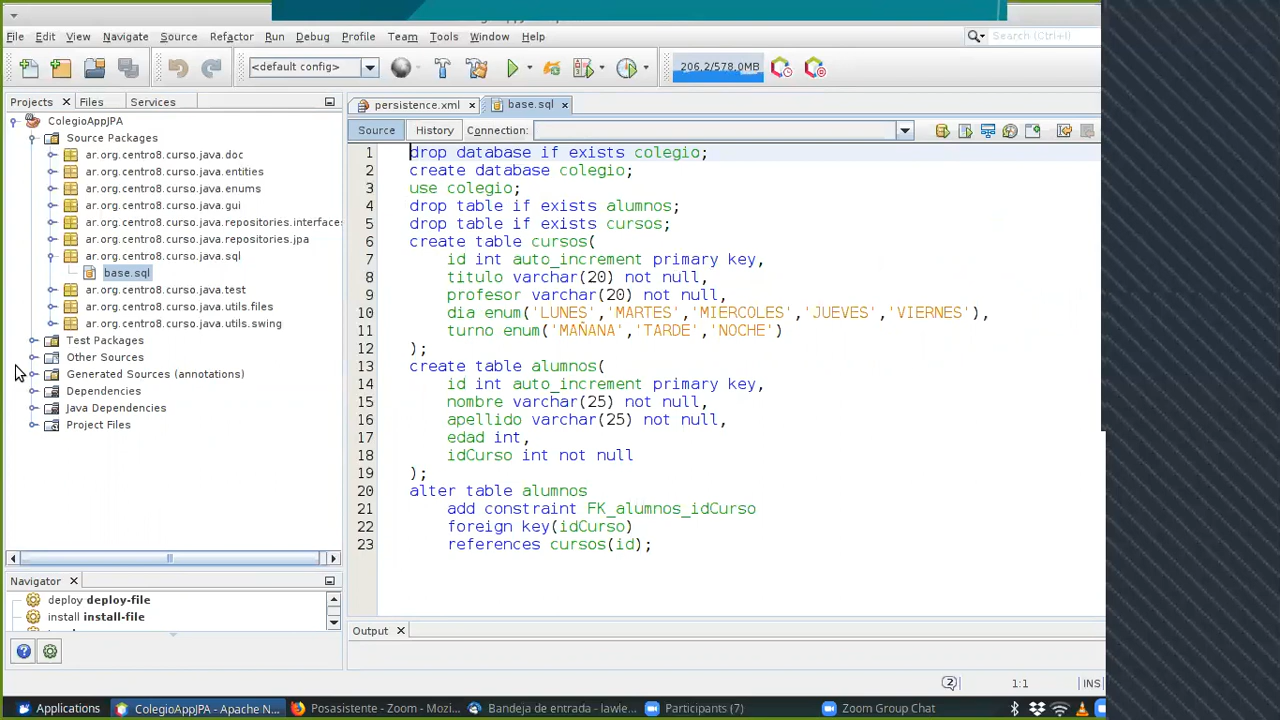 File Edit View Navigate Source Refactor Run Debug Profile Team Tools Window Help
Search (Ctrl+I)
<default config>
206,2/578,0MB
Projects Files Services
persistence.xml base.sql
Source History Connection:
ColegioAppJPA
Source Packages
ar.org.centro8.curso.java.doc
ar.org.centro8.curso.java.entities
ar.org.centro8.curso.java.enums
ar.org.centro8.curso.java.gui
ar.org.centro8.curso.java.repositories.interfaces
ar.org.centro8.curso.java.repositories.jpa
ar.org.centro8.curso.java.sql
base.sql
ar.org.centro8.curso.java.test
ar.org.centro8.curso.java.utils.files
ar.org.centro8.curso.java.utils.swing
Test Packages
Other Sources
Generated Sources (annotations)
Dependencies
Java Dependencies
Project Files
1 drop database if exists colegio;
2 create database colegio;
3 use colegio;
4 drop table if exists alumnos;
5 drop table if exists cursos;
6 create table cursos(
7 id int auto_increment primary key,
8 titulo varchar(20) not null,
9 profesor varchar(20) not null,
10 dia enum('LUNES','MARTES','MIERCOLES','JUEVES','VIERNES'),
11 turno enum('MAÑANA','TARDE','NOCHE')
12 );
13 create table alumnos(
14 id int auto_increment primary key,
15 nombre varchar(25) not null,
16 apellido varchar(25) not null,
17 edad int,
18 idCurso int not null
19 );
20 alter table alumnos
21 add constraint FK_alumnos_idCurso
22 foreign key(idCurso)
23 references cursos(id);
Navigator
deploy deploy-file
install install-file
Output
2 1:1 INS
Applications ColegioAppJPA - Apache N... Posasistente - Zoom - Mozi... Bandeja de entrada - lawle... Participants (7) Zoom Group Chat